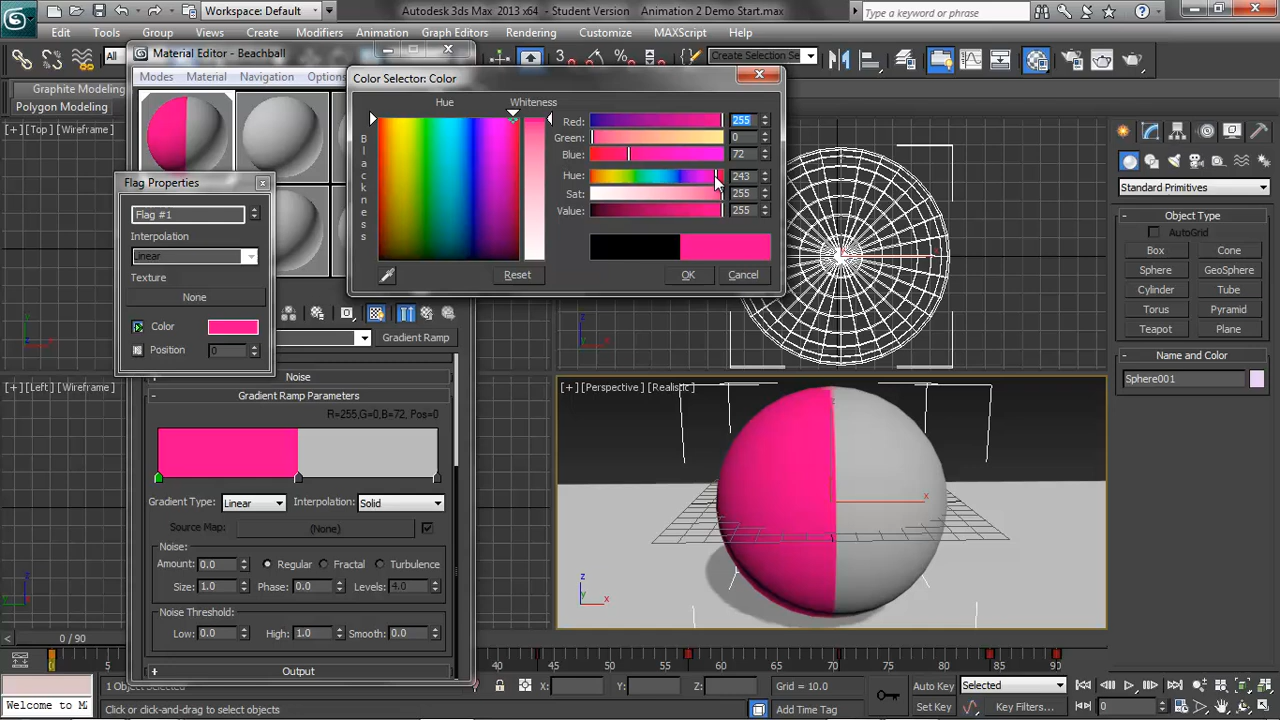 Workspace: Default
Autodesk 3ds Max 2013 x64 - Student Version Animation 2 Demo Start.max
Type a keyword or phrase
Edit Tools Group Views Create Modifiers Animation Graph Editors Rendering Customize MAXScript Help
All
Create Selection Se
Graphite Modeling
Polygon Modeling
Material Editor - Beachball
Modes Material Navigation Options
Color Selector: Color
Hue
Whiteness
Blackness
Red: 255
Green: 0
Blue: 72
Hue: 243
Sat: 255
Value: 255
Reset
OK
Cancel
[+] [Top] [Wireframe]
Flag Properties
Flag #1
Interpolation
Linear
Texture
None
Color
Position 0
Gradient Ramp
Noise
Gradient Ramp Parameters
R=255,G=0,B=72, Pos=0
Gradient Type: Linear Interpolation: Solid
Source Map: (None)
Noise:
Amount: 0.0 Regular Fractal Turbulence
Size: 1.0 Phase: 0.0 Levels: 4.0
Noise Threshold:
Low: 0.0 High: 1.0 Smooth: 0.0
Output
[+] [Left] [Wireframe]
[+] [Perspective] [Realistic]
z
x
z
y
x
Standard Primitives
Object Type
AutoGrid
Box Cone
Sphere GeoSphere
Cylinder Tube
Torus Pyramid
Teapot Plane
Name and Color
Sphere001
0 / 90
5 40 45 50 55 60 65 70 75 80 85 90
1 Object Selected
X: Y: Z:
Grid = 10.0
Auto Key
Selected
Welcome to M
Click or click-and-drag to select objects
Add Time Tag
Set Key
Key Filters...
0